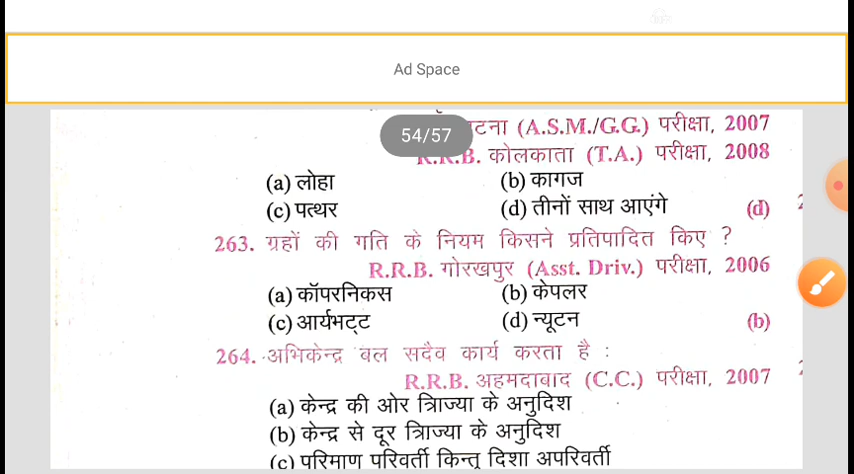 Ad Space
54/57
(A.S.M./G.G.) परीक्षा, 2007
R.R.B. कोलकाता (T.A.) परीक्षा, 2008
(a) लोहा (b) कागज
(c) पत्थर (d) तीनों साथ आएंगे (d)
263. ग्रहों की गति के नियम किसने प्रतिपादित किए ?
R.R.B. गोरखपुर (Asst. Driv.) परीक्षा, 2006
(a) कॉपरनिकस (b) केपलर
(c) आर्यभट्ट (d) न्यूटन (b)
264. अभिकेन्द्र बल सदैव कार्य करता है :
R.R.B. अहमदाबाद (C.C.) परीक्षा, 2007
(a) केन्द्र की ओर त्रािज्या के अनुदिश
(b) केन्द्र से दूर त्रािज्या के अनुदिश
(c) परिमाण परिवर्ती किन्तु दिशा अपरिवर्ती